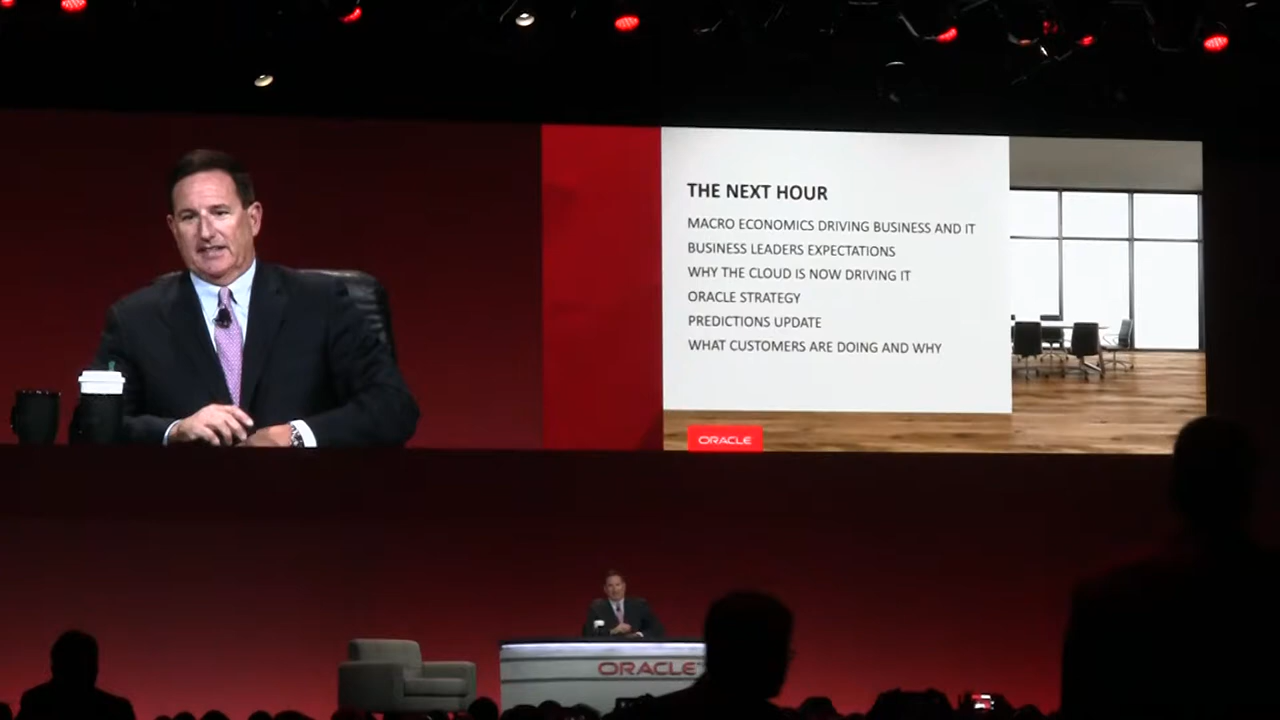 THE NEXT HOUR
MACRO ECONOMICS DRIVING BUSINESS AND IT
BUSINESS LEADERS EXPECTATIONS
WHY THE CLOUD IS NOW DRIVING IT
ORACLE STRATEGY
PREDICTIONS UPDATE
WHAT CUSTOMERS ARE DOING AND WHY
ORACLE
ORACLE